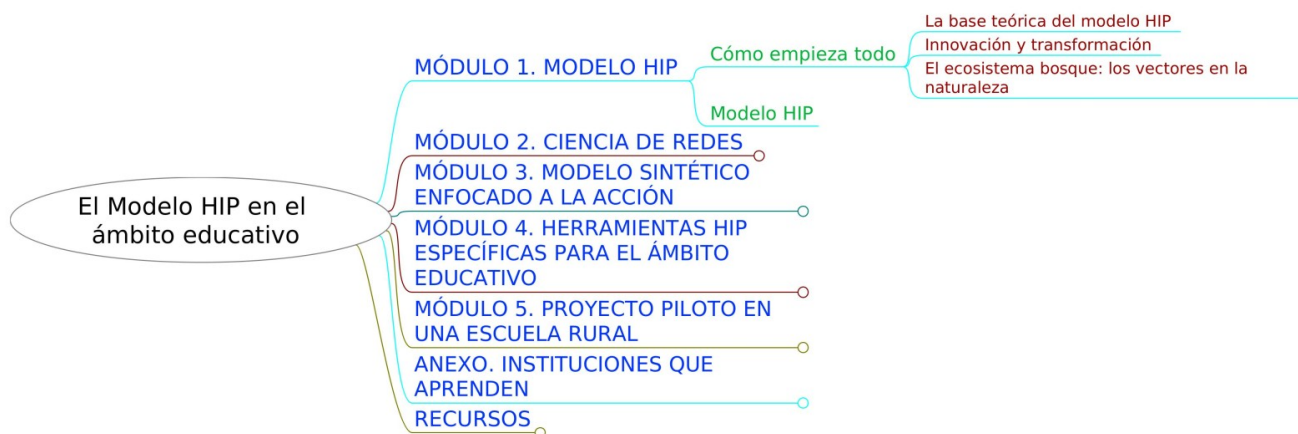 El Modelo HIP en el
ámbito educativo
MÓDULO 1. MODELO HIP
Cómo empieza todo
La base teórica del modelo HIP
Innovación y transformación
El ecosistema bosque: los vectores en la
naturaleza
Modelo HIP
MÓDULO 2. CIENCIA DE REDES
MÓDULO 3. MODELO SINTÉTICO
ENFOCADO A LA ACCIÓN
MÓDULO 4. HERRAMIENTAS HIP
ESPECÍFICAS PARA EL ÁMBITO
EDUCATIVO
MÓDULO 5. PROYECTO PILOTO EN
UNA ESCUELA RURAL
ANEXO. INSTITUCIONES QUE
APRENDEN
RECURSOS